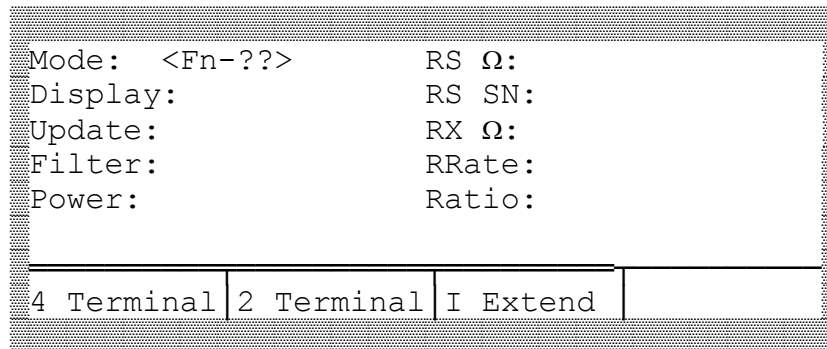 Mode: <Fn-??> RS Ω:
Display: RS SN:
Update: RX Ω:
Filter: RRate:
Power: Ratio:
4 Terminal 2 Terminal I Extend